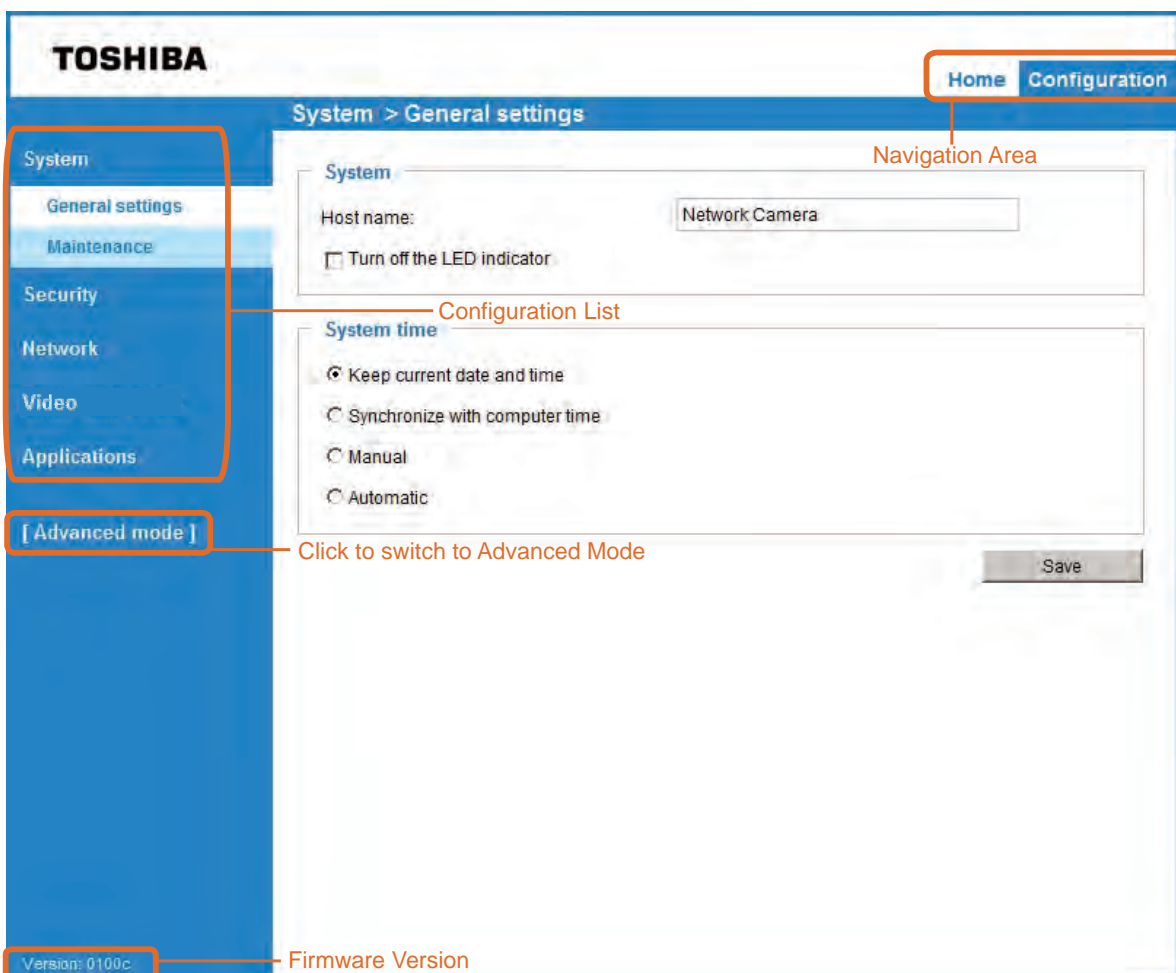 TOSHIBA
Home Configuration
System > General settings
Navigation Area
System
General settings
Maintenance
Security
Network
Video
Applications
[ Advanced mode ]
Version: 0100c
System
Host name: Network Camera
Turn off the LED indicator
Configuration List
System time
Keep current date and time
Synchronize with computer time
Manual
Automatic
Click to switch to Advanced Mode
Save
Firmware Version